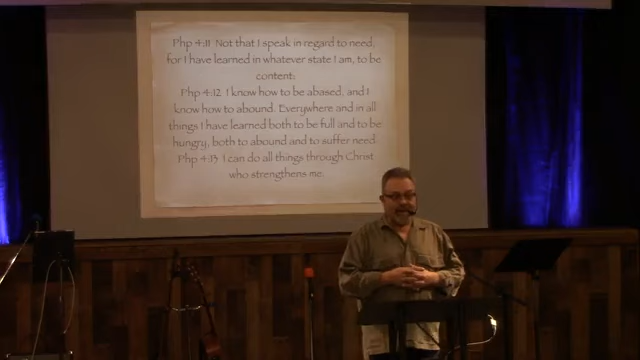 Php 4:11 Not that I speak in regard to need,
for I have learned in whatever state I am, to be
content:
Php 4:12 I know how to be abased, and I
know how to abound. Everywhere and in all
things I have learned both to be full and to be
hungry, both to abound and to suffer need.
Php 4:13 I can do all things through Christ
who strengthens me.